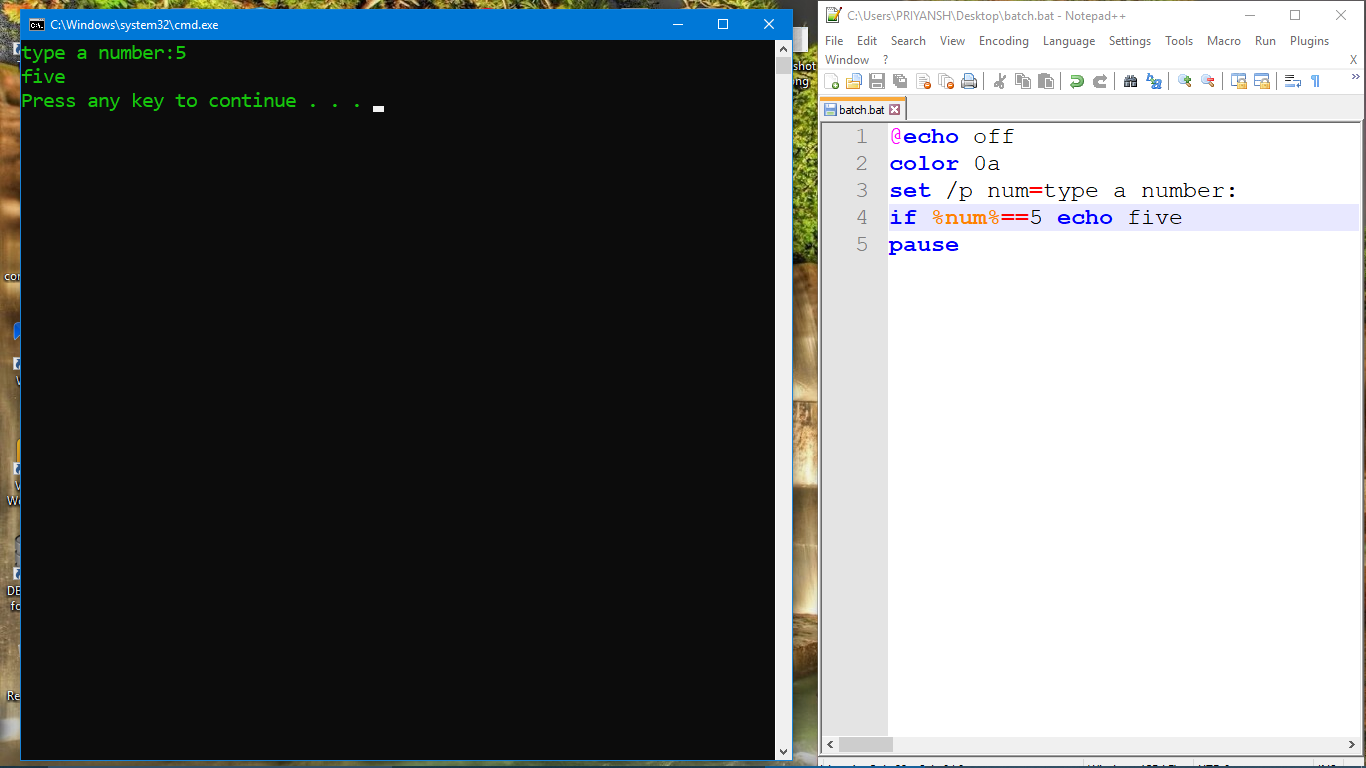 C:\Windows\system32\cmd.exe
type a number:5
five
Press any key to continue . . .
C:\Users\PRIYANSH\Desktop\batch.bat - Notepad++
File Edit Search View Encoding Language Settings Tools Macro Run Plugins
Window ? X
batch.bat
1 @echo off
2 color 0a
3 set /p num=type a number:
4 if %num%==5 echo five
5 pause